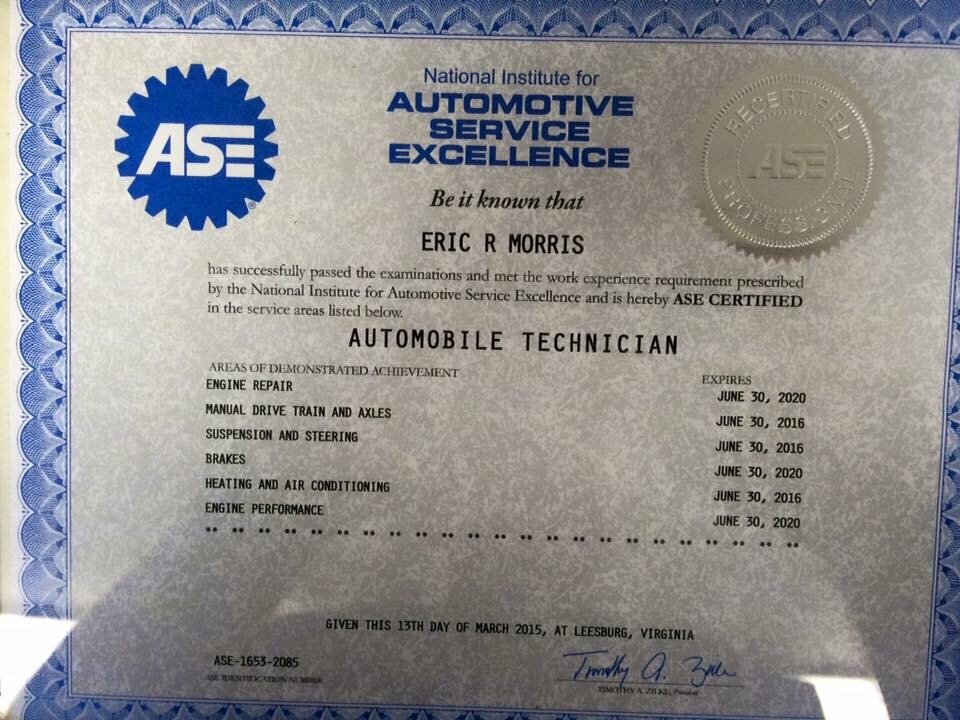 ASE
®
National Institute for
AUTOMOTIVE
SERVICE
EXCELLENCE
RECERTIFIED
ASE
PROFESSIONAL
Be it known that
ERIC R MORRIS
has successfully passed the examinations and met the work experience requirement prescribed
by the National Institute for Automotive Service Excellence and is hereby ASE CERTIFIED
in the service areas listed below.
AUTOMOBILE TECHNICIAN
AREAS OF DEMONSTRATED ACHIEVEMENT EXPIRES
ENGINE REPAIR JUNE 30, 2020
MANUAL DRIVE TRAIN AND AXLES JUNE 30, 2016
SUSPENSION AND STEERING JUNE 30, 2016
BRAKES JUNE 30, 2020
HEATING AND AIR CONDITIONING JUNE 30, 2016
ENGINE PERFORMANCE JUNE 30, 2020
** ** ** ** ** ** ** ** ** ** ** ** ** ** ** ** ** ** ** ** ** ** **
GIVEN THIS 13TH DAY OF MARCH 2015, AT LEESBURG, VIRGINIA
ASE-1653-2085
ASE IDENTIFICATION NUMBER
Timothy A. Zilke
TIMOTHY A. ZILKE, President